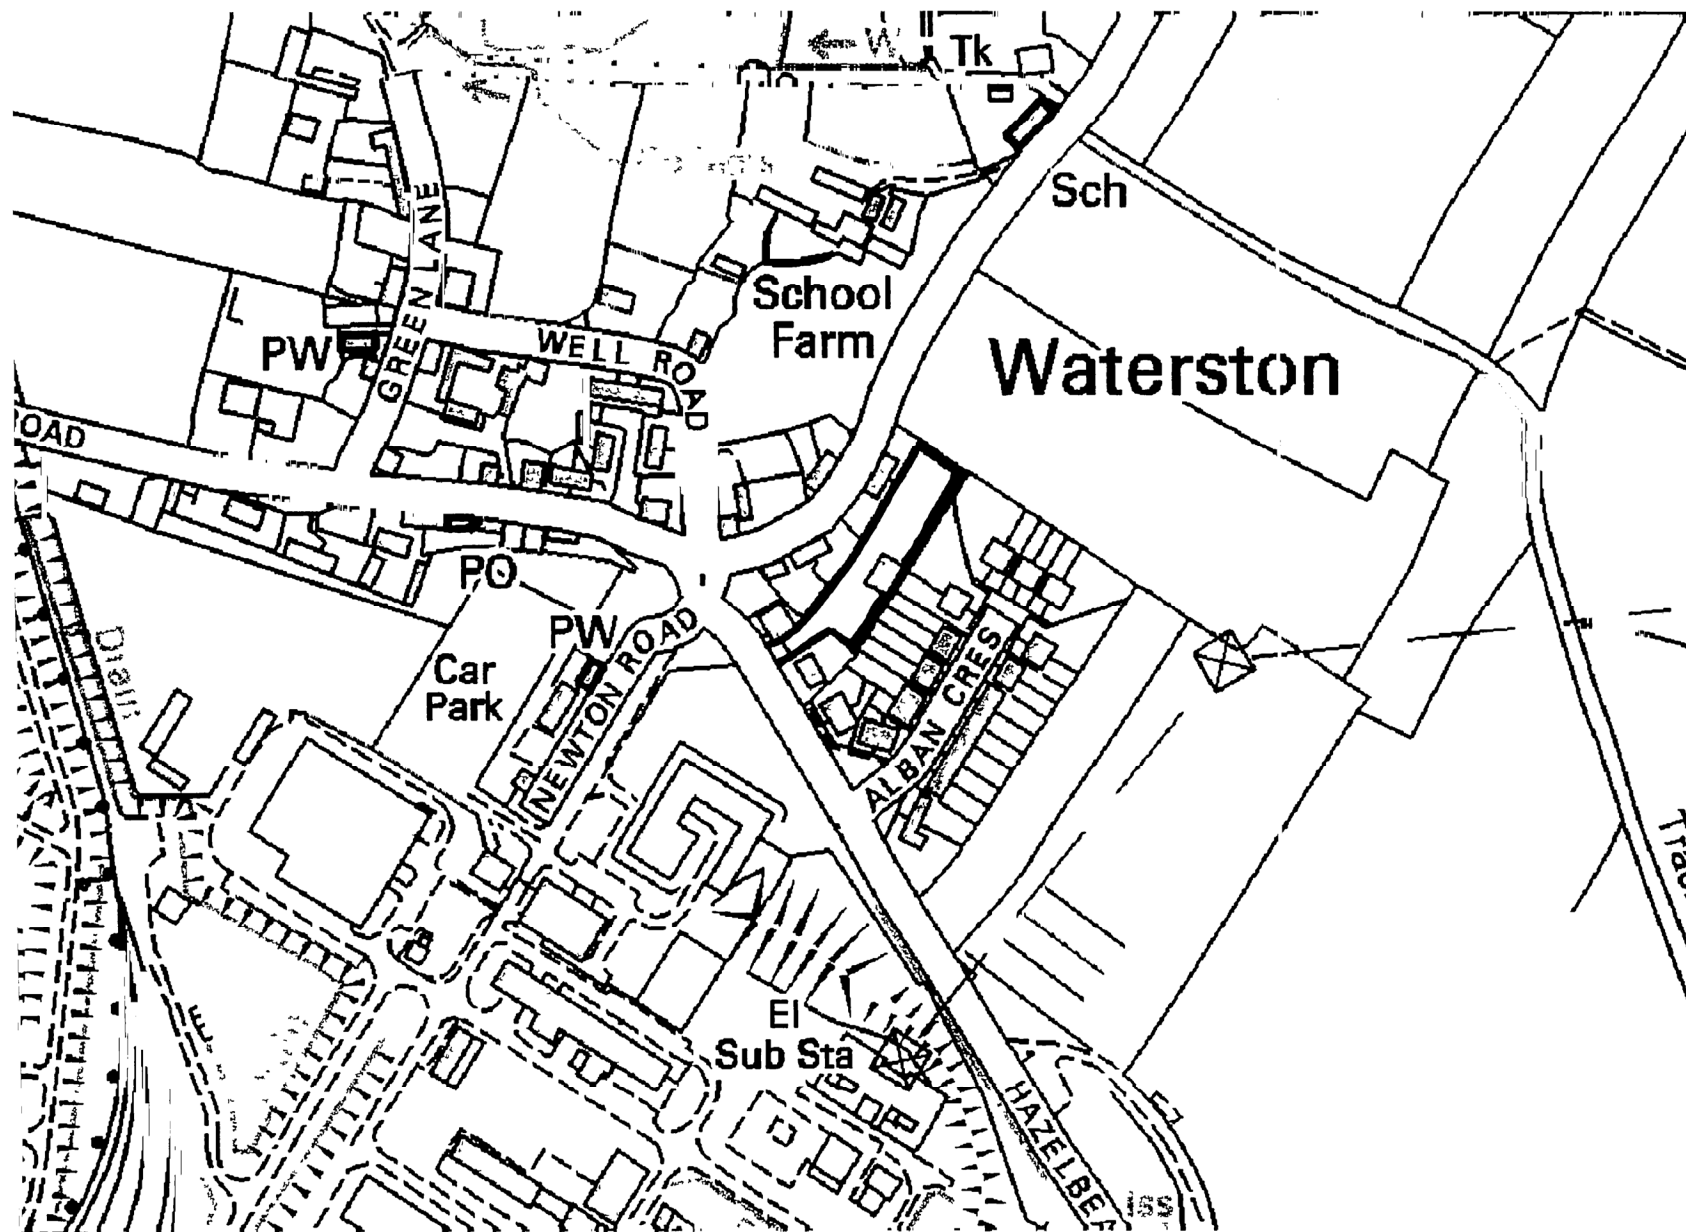 W
Tk
Sch
GREEN LANE
School
Farm
Waterston
PW
WELL ROAD
OAD
PO
PW
NEWTON ROAD
Car
Park
ALBAN CRES
El
Sub Sta